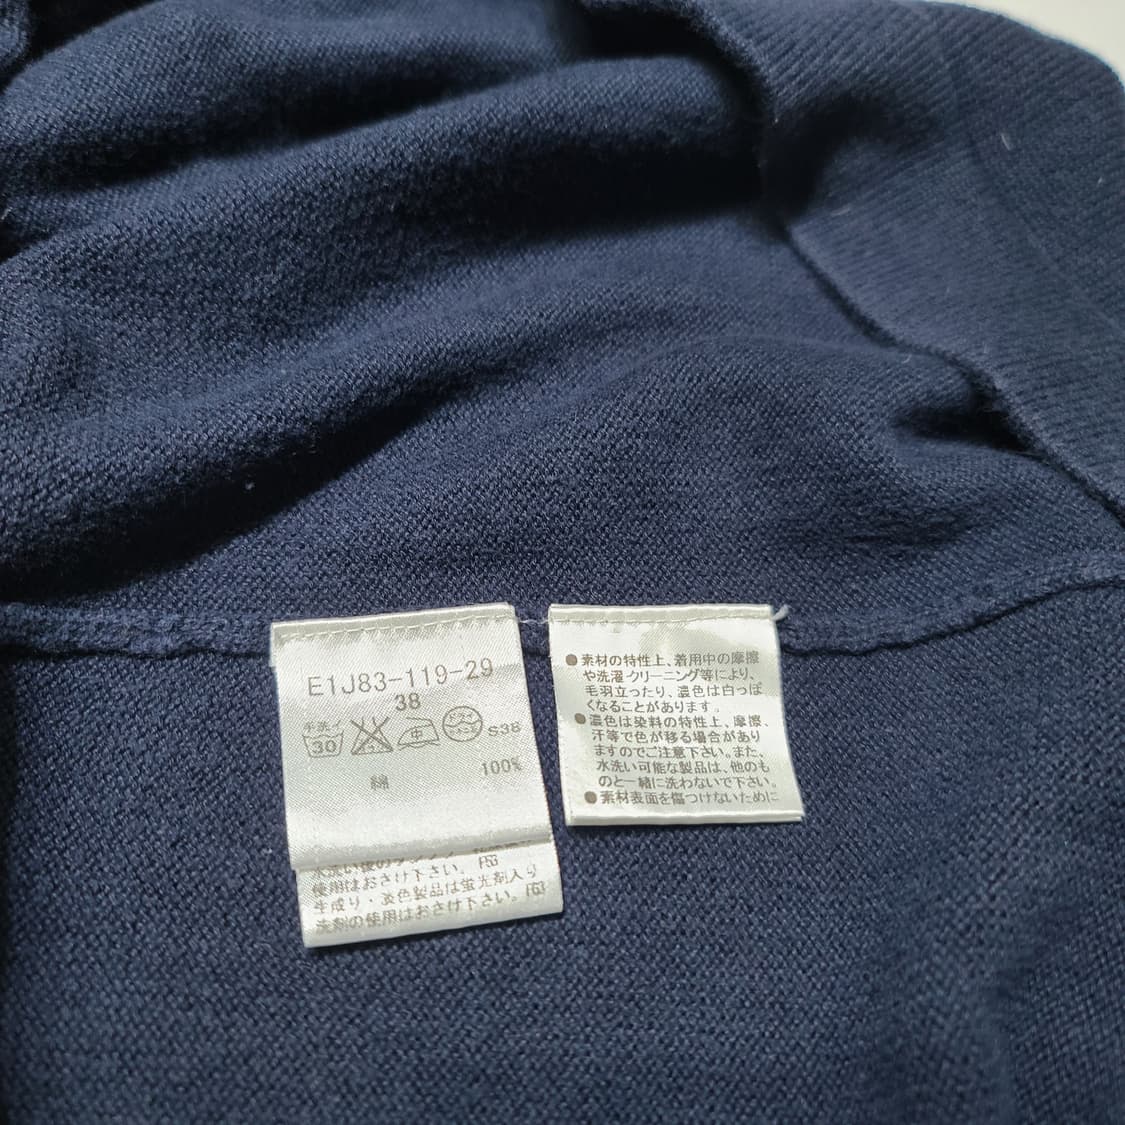 E1J83-119-29
38
手洗イ
30
中
ドライ
S38
綿 100%
使用はおさけ下さい。 F53
生成り・淡色製品は蛍光剤入り
洗剤の使用はおさけ下さい。 F63
●素材の特性上、着用中の摩擦
や洗濯・クリーニング等により、
毛羽立ったり、濃色は白っぽ
くなることがあります。
●濃色は染料の特性上、摩擦、
汗等で色が移る場合があり
ますのでご注意下さい。また、
水洗い可能な製品は、他のも
のと一緒に洗わないで下さい。
●素材表面を傷つけないために